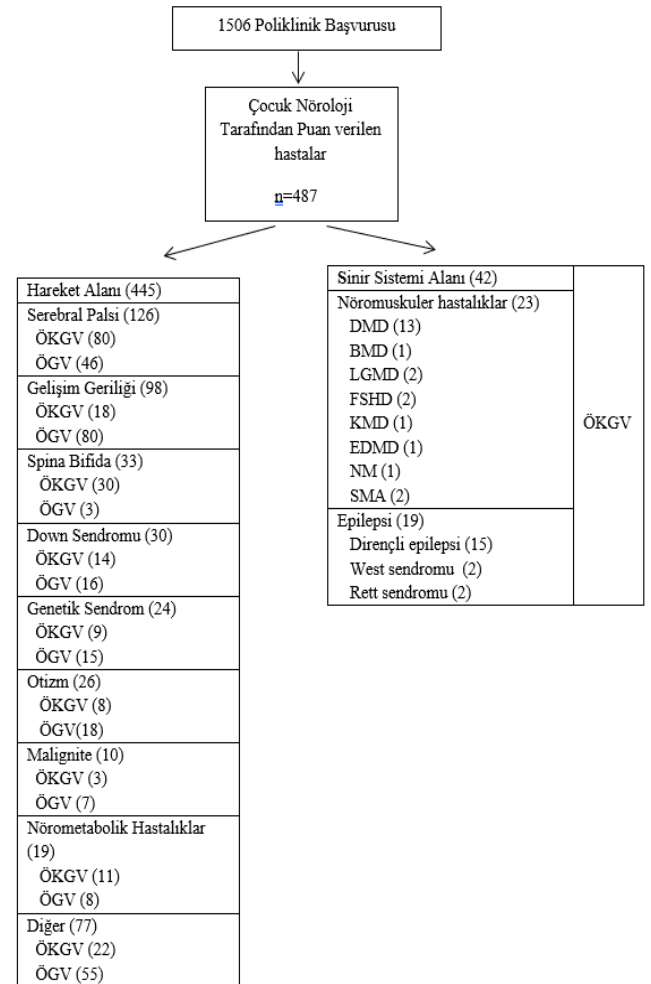 1506 Poliklinik Başvurusu
Çocuk Nöroloji
Tarafından Puan verilen
hastalar
n=487
Hareket Alanı (445)
Serebral Palsi (126)
ÖKGV (80)
ÖGV (46)
Gelişim Geriliği (98)
ÖKGV (18)
ÖGV (80)
Spina Bifida (33)
ÖKGV (30)
ÖGV (3)
Down Sendromu (30)
ÖKGV (14)
ÖGV (16)
Genetik Sendrom (24)
ÖKGV (9)
ÖGV (15)
Otizm (26)
ÖKGV (8)
ÖGV(18)
Malignite (10)
ÖKGV (3)
ÖGV (7)
Nörometabolik Hastalıklar
(19)
ÖKGV (11)
ÖGV (8)
Diğer (77)
ÖKGV (22)
ÖGV (55)
Sinir Sistemi Alanı (42)
Nöromuskuler hastalıklar (23)
DMD (13)
BMD (1)
LGMD (2)
FSHD (2)
KMD (1)
EDMD (1)
NM (1)
SMA (2)
Epilepsi (19)
Dirençli epilepsi (15)
West sendromu (2)
Rett sendromu (2)
ÖKGV